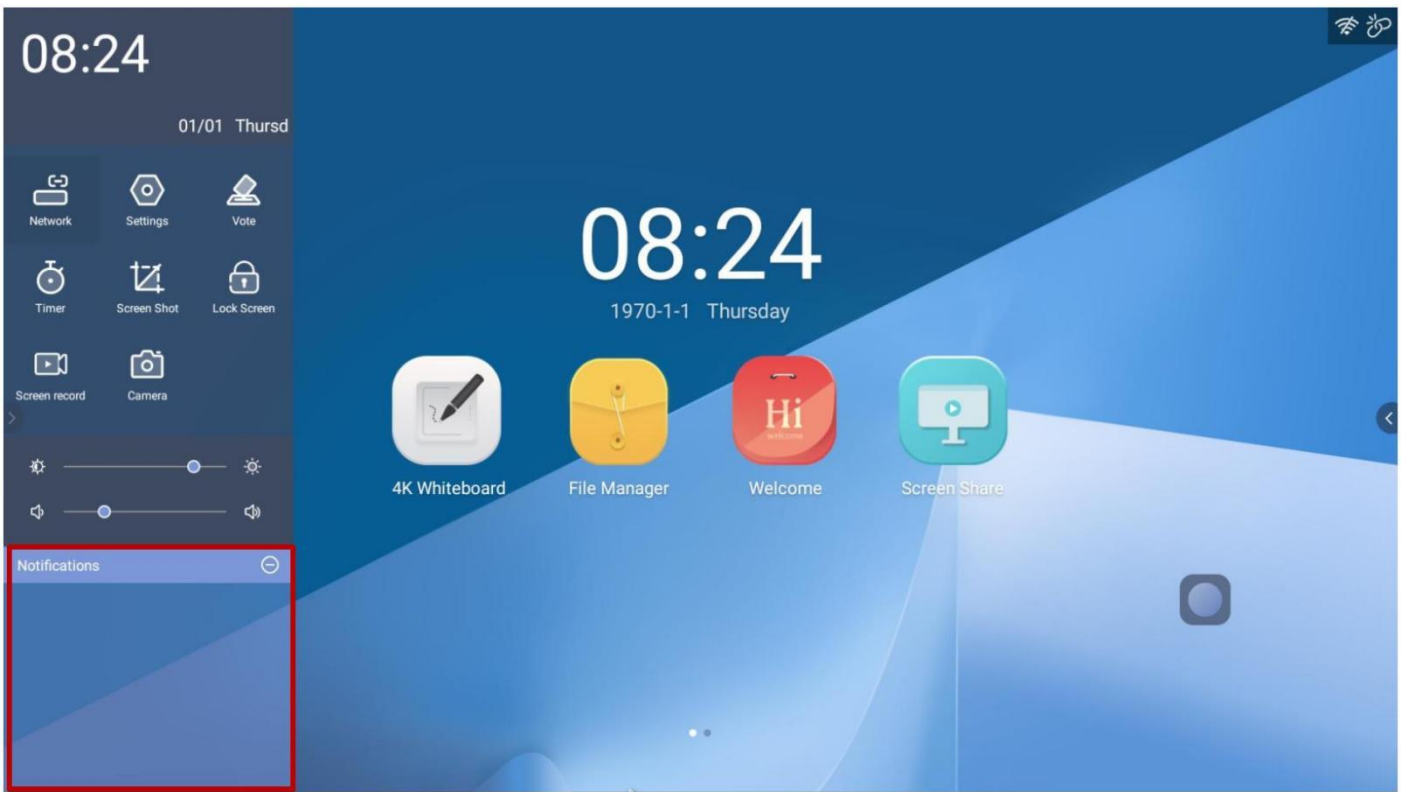 08:24
01/01 Thursd
Network Settings Vote
Timer Screen Shot Lock Screen
Screen record Camera
Notifications
08:24
1970-1-1 Thursday
Hi
welcome
4K Whiteboard File Manager Welcome Screen Share